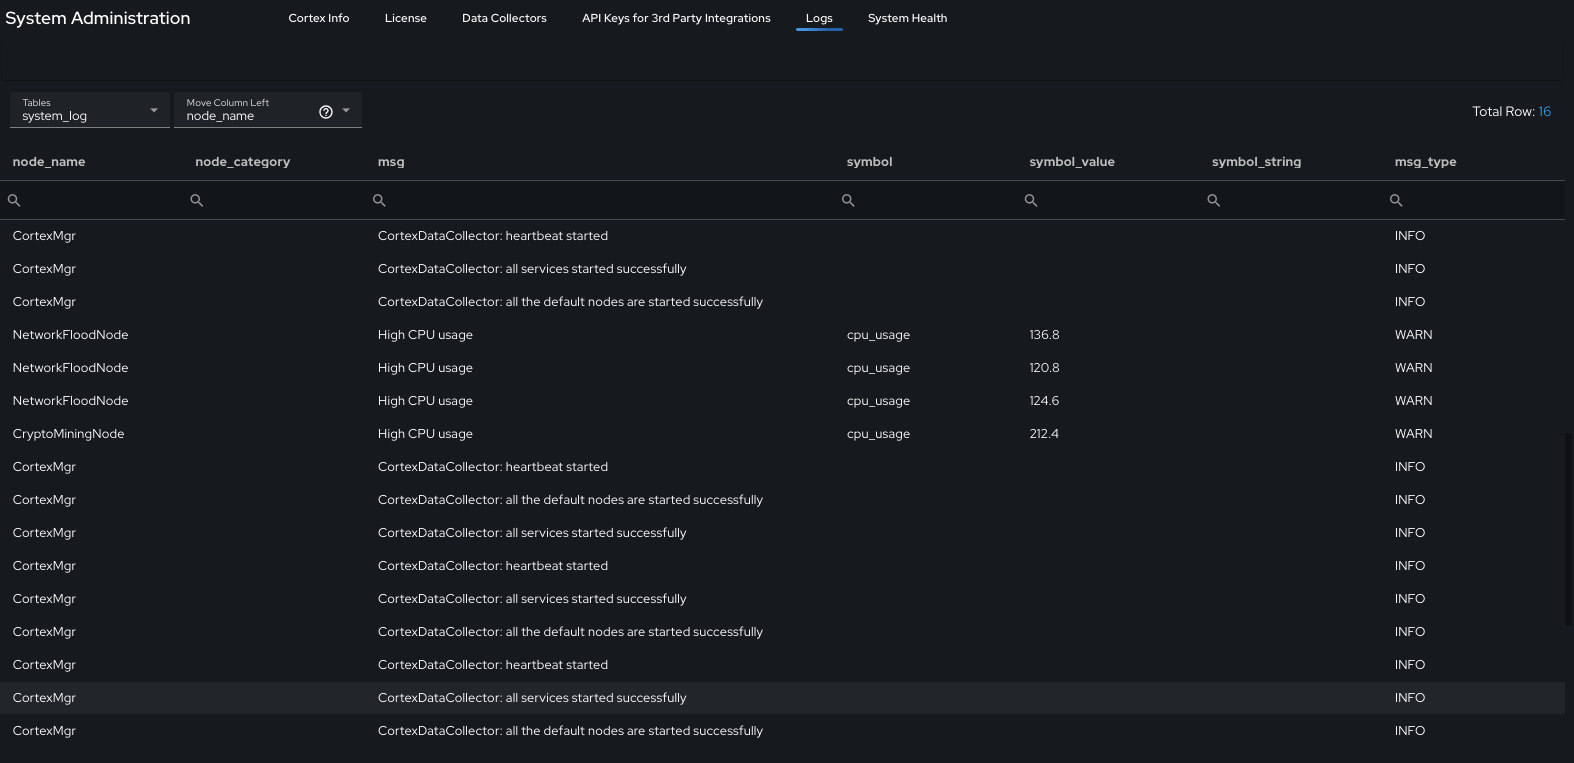 System Administration Cortex Info License Data Collectors API Keys for 3rd Party Integrations Logs System Health
Tables Move Column Left
system_log node_name Total Row: 16
node_name node_category msg symbol symbol_value symbol_string msg_type
CortexMgr CortexDataCollector: heartbeat started INFO
CortexMgr CortexDataCollector: all services started successfully INFO
CortexMgr CortexDataCollector: all the default nodes are started successfully INFO
NetworkFloodNode High CPU usage cpu_usage 136.8 WARN
NetworkFloodNode High CPU usage cpu_usage 120.8 WARN
NetworkFloodNode High CPU usage cpu_usage 124.6 WARN
CryptoMiningNode High CPU usage cpu_usage 212.4 WARN
CortexMgr CortexDataCollector: heartbeat started INFO
CortexMgr CortexDataCollector: all the default nodes are started successfully INFO
CortexMgr CortexDataCollector: all services started successfully INFO
CortexMgr CortexDataCollector: heartbeat started INFO
CortexMgr CortexDataCollector: all services started successfully INFO
CortexMgr CortexDataCollector: all the default nodes are started successfully INFO
CortexMgr CortexDataCollector: heartbeat started INFO
CortexMgr CortexDataCollector: all services started successfully INFO
CortexMgr CortexDataCollector: all the default nodes are started successfully INFO